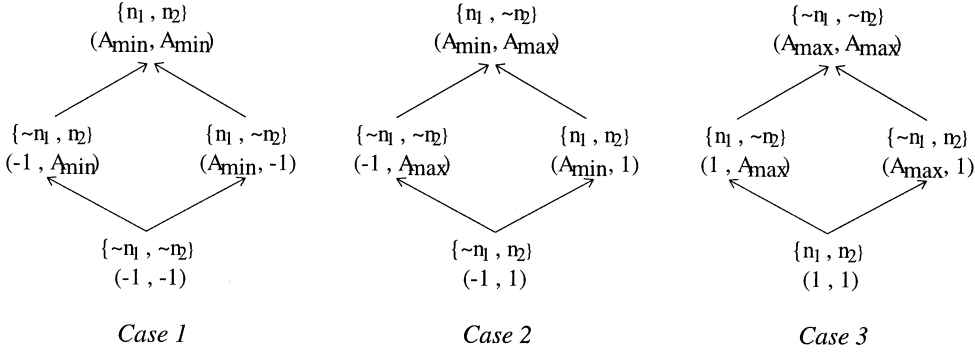 {n1 , n2}
(Amin, Amin)
{~n1 , n2}
(-1 , Amin)
{n1 , ~n2}
(Amin, -1)
{~n1 , ~n2}
(-1 , -1)
Case 1
{n1 , ~n2}
(Amin, Amax)
{~n1 , ~n2}
(-1 , Amax)
{n1 , n2}
(Amin, 1)
{~n1 , n2}
(-1 , 1)
Case 2
{~n1 , ~n2}
(Amax, Amax)
{n1 , ~n2}
(1 , Amax)
{~n1 , n2}
(Amax, 1)
{n1 , n2}
(1 , 1)
Case 3